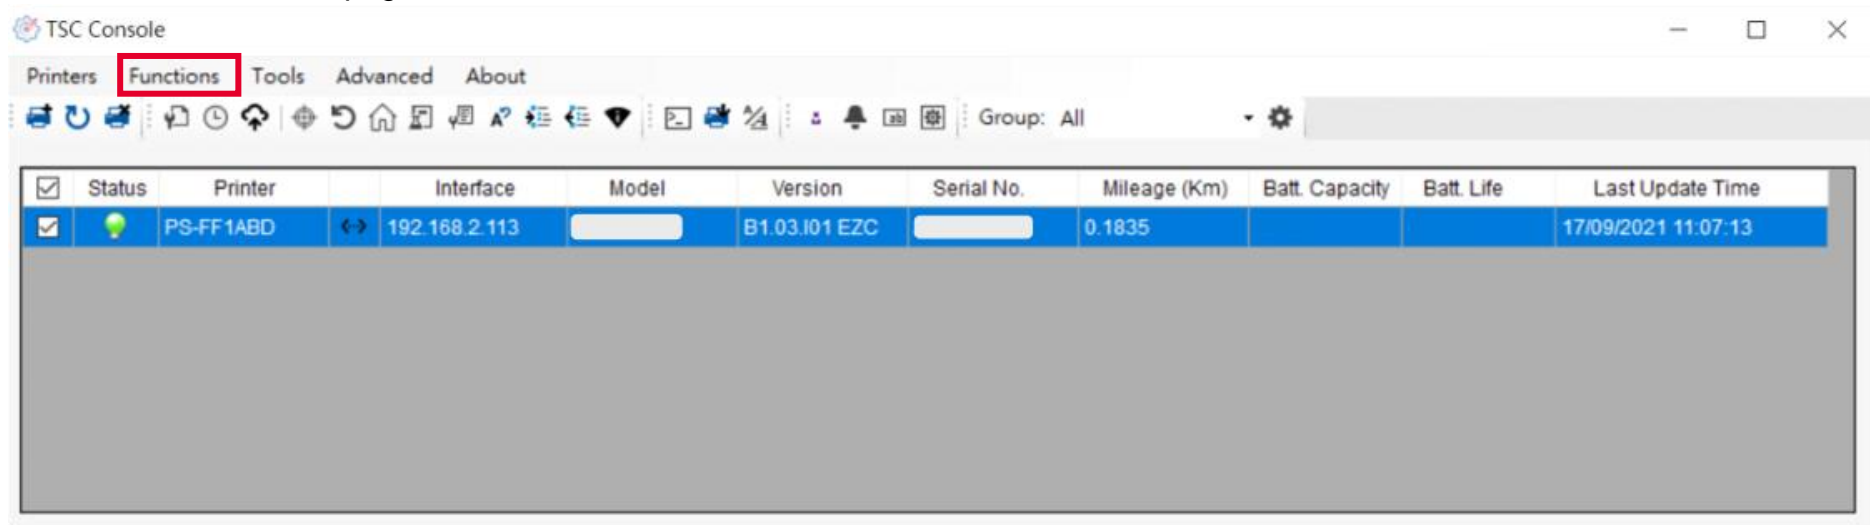 TSC Console
Printers Functions Tools Advanced About
Group: All
Status Printer Interface Model Version Serial No. Mileage (Km) Batt. Capacity Batt. Life Last Update Time
PS-FF1ABD 192.168.2.113 B1.03.I01 EZC 0.1835 17/09/2021 11:07:13